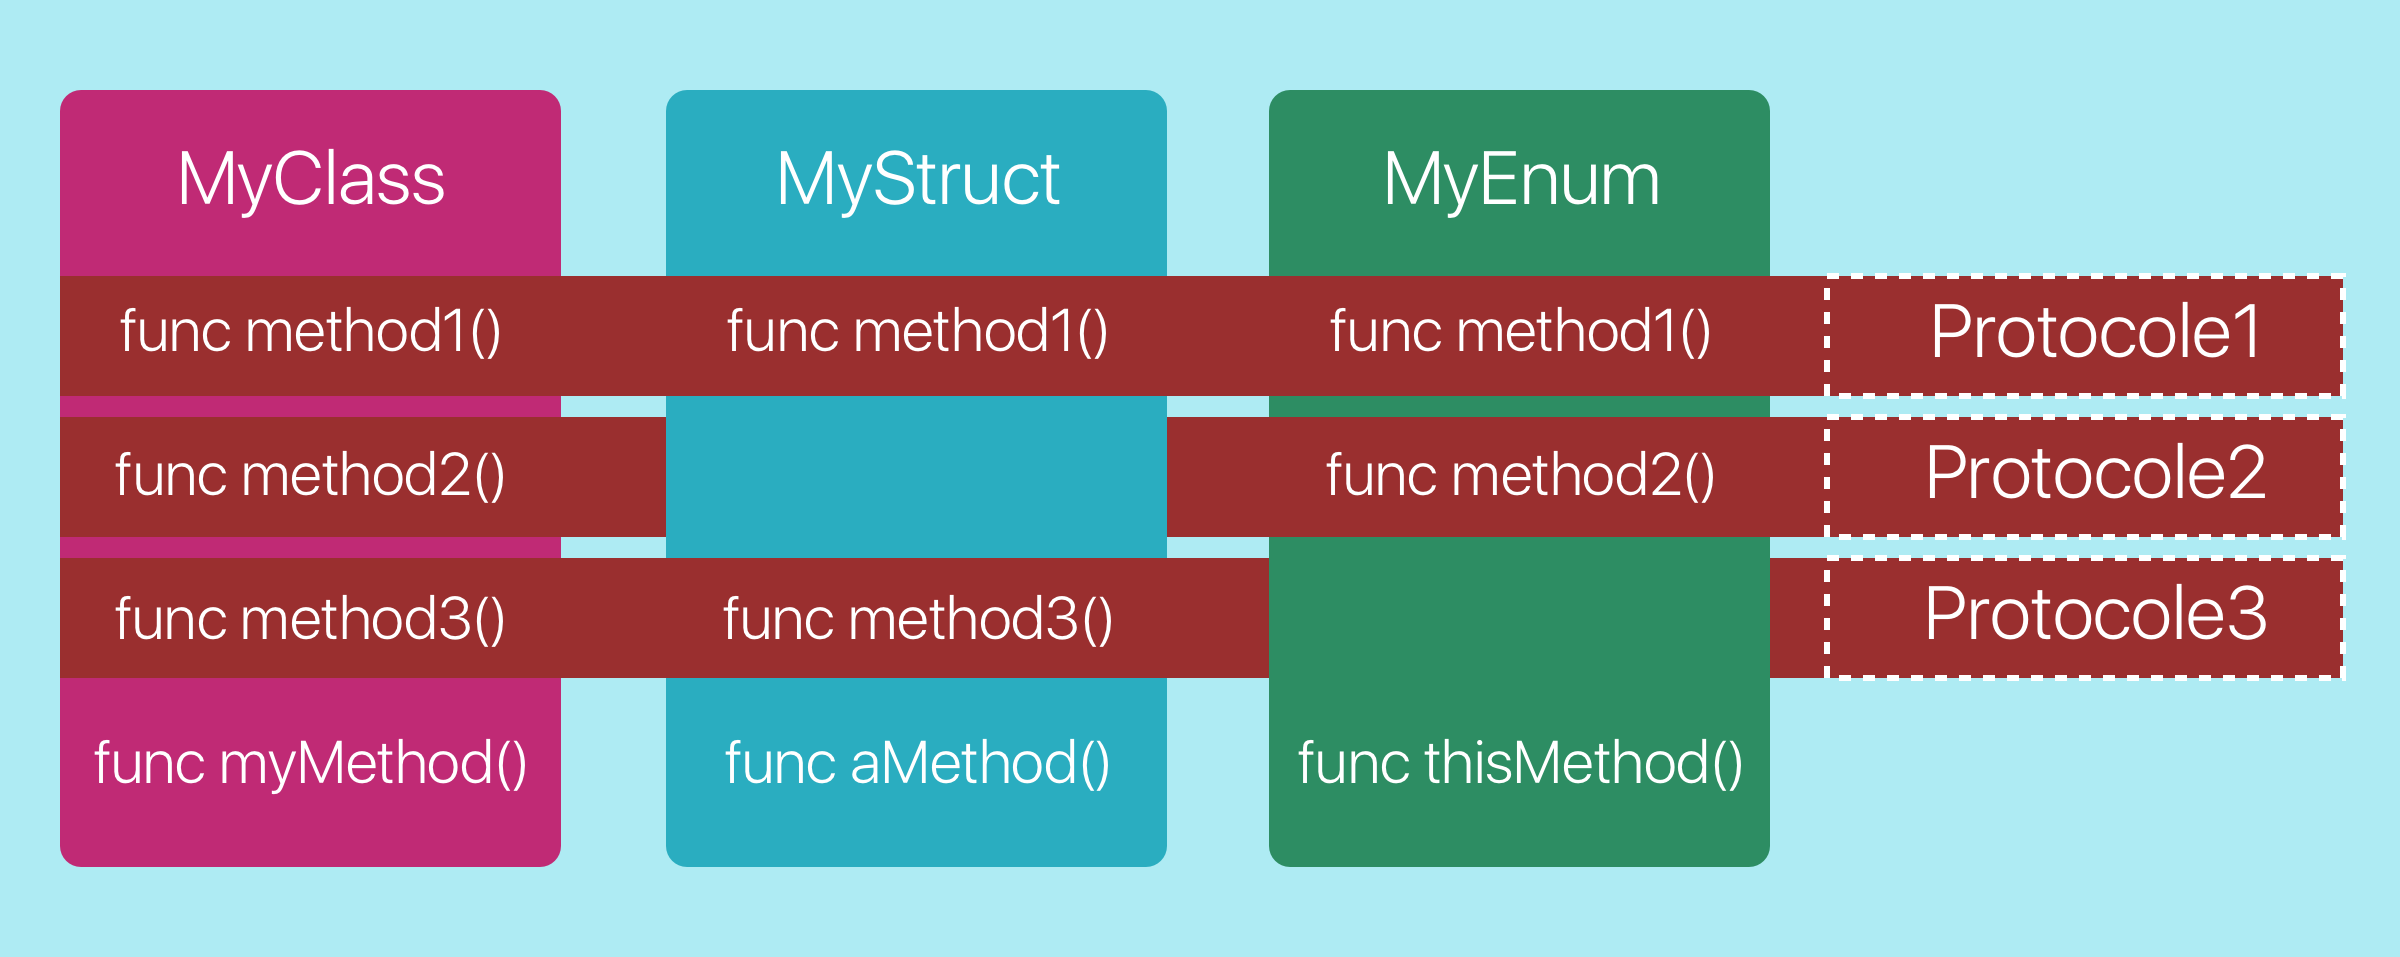 MyClass
MyStruct
MyEnum
func method1()
func method1()
func method1()
Protocole1
func method2()
func method2()
Protocole2
func method3()
func method3()
Protocole3
func myMethod()
func aMethod()
func thisMethod()